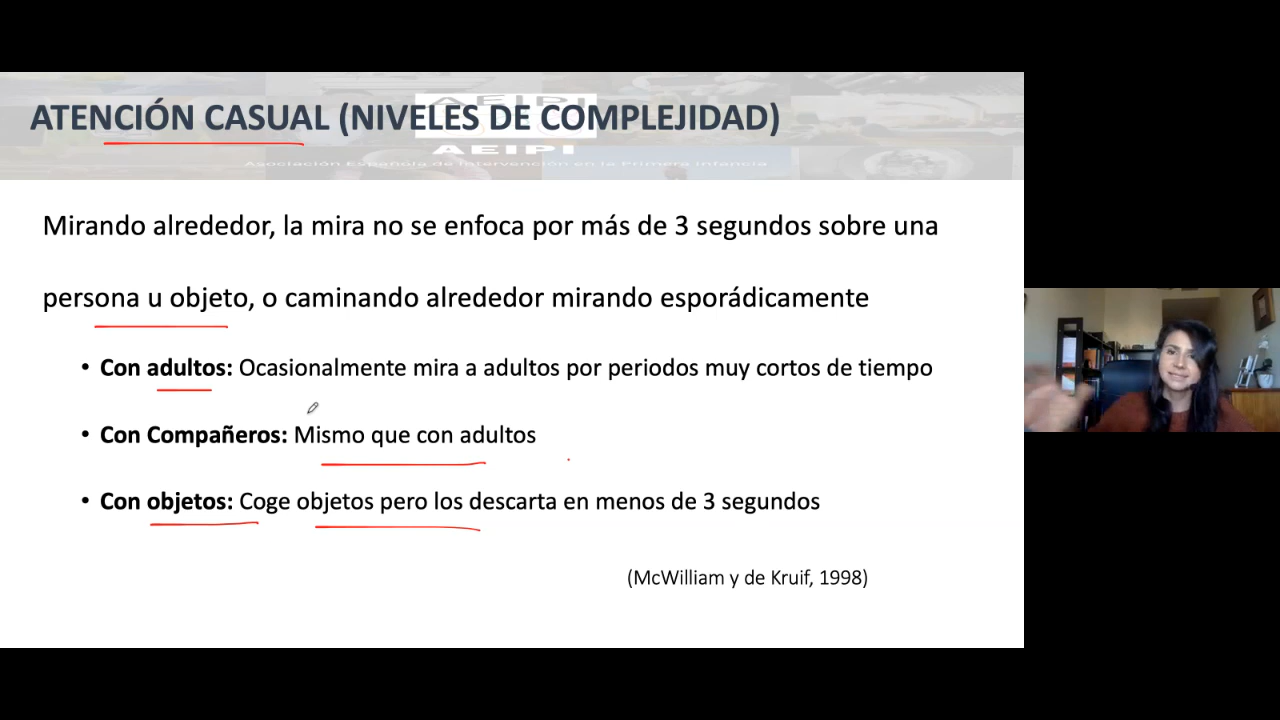 ATENCIÓN CASUAL (NIVELES DE COMPLEJIDAD)
AEIPI
AEIPI
Asociación Española de Intervención en la Primera Infancia
Mirando alrededor, la mira no se enfoca por más de 3 segundos sobre una
persona u objeto, o caminando alrededor mirando esporádicamente
• Con adultos: Ocasionalmente mira a adultos por periodos muy cortos de tiempo
• Con Compañeros: Mismo que con adultos
• Con objetos: Coge objetos pero los descarta en menos de 3 segundos
(McWilliam y de Kruif, 1998)